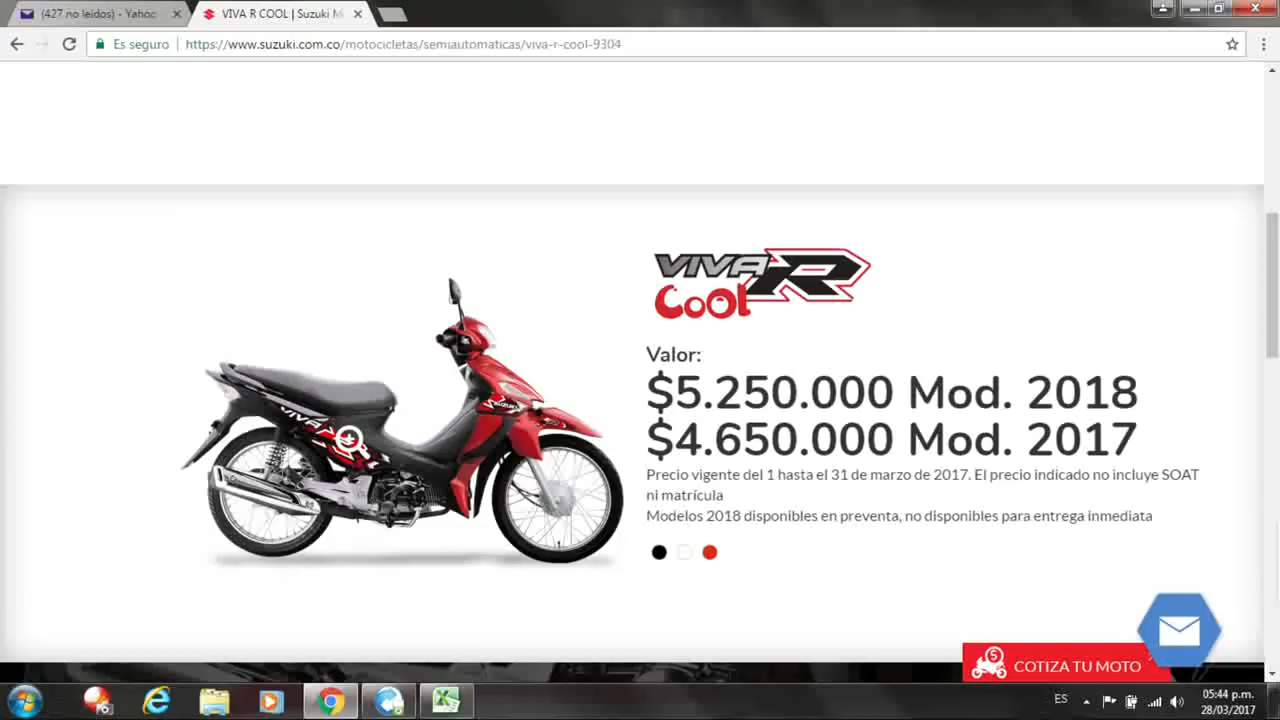 (427 no leídos) - Yahoo
VIVA R COOL | Suzuki M
Es seguro
https://www.suzuki.com.co/motocicletas/semiautomaticas/viva-r-cool-9304
VIVA R
Cool
Valor:
$5.250.000 Mod. 2018
$4.650.000 Mod. 2017
Precio vigente del 1 hasta el 31 de marzo de 2017. El precio indicado no incluye SOAT
ni matrícula
Modelos 2018 disponibles en preventa, no disponibles para entrega inmediata
VIVA R
SUZUKI
$
COTIZA TU MOTO
ES
05:44 p.m.
28/03/2017